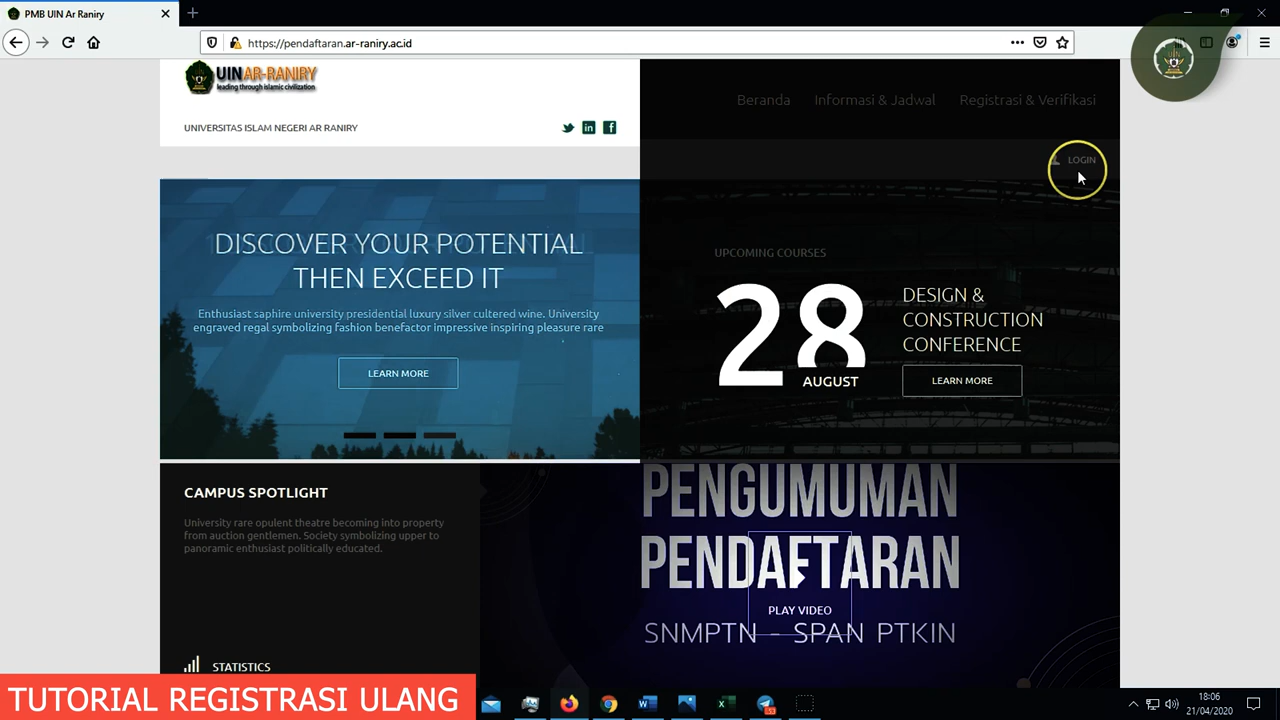 PMB UIN Ar Raniry
https://pendaftaran.ar-raniry.ac.id
UINAR-RANIRY
leading through islamic civilization
UNIVERSITAS ISLAM NEGERI AR RANIRY
Beranda
Informasi & Jadwal
Registrasi & Verifikasi
LOGIN
DISCOVER YOUR POTENTIAL
THEN EXCEED IT
Enthusiast saphire university presidential luxury silver cultured wine. University
engraved regal symbolizing fashion benefactor impressive inspiring pleasure rare
LEARN MORE
UPCOMING COURSES
28
AUGUST
DESIGN &
CONSTRUCTION
CONFERENCE
LEARN MORE
CAMPUS SPOTLIGHT
University rare opulent theatre becoming into property
from auction gentlemen. Society symbolizing upper to
panoramic enthusiast politically educated.
STATISTICS
PENGUMUMAN
PENDAFTARAN
PLAY VIDEO
SNMPTN - SPAN PTKIN
TUTORIAL REGISTRASI ULANG
18:06
21/04/2020